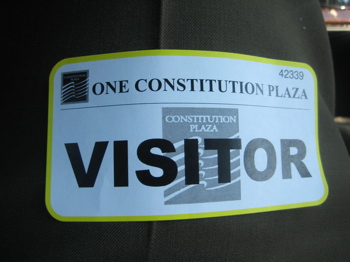 42339
ONE CONSTITUTION PLAZA
CONSTITUTION
PLAZA
VISITOR